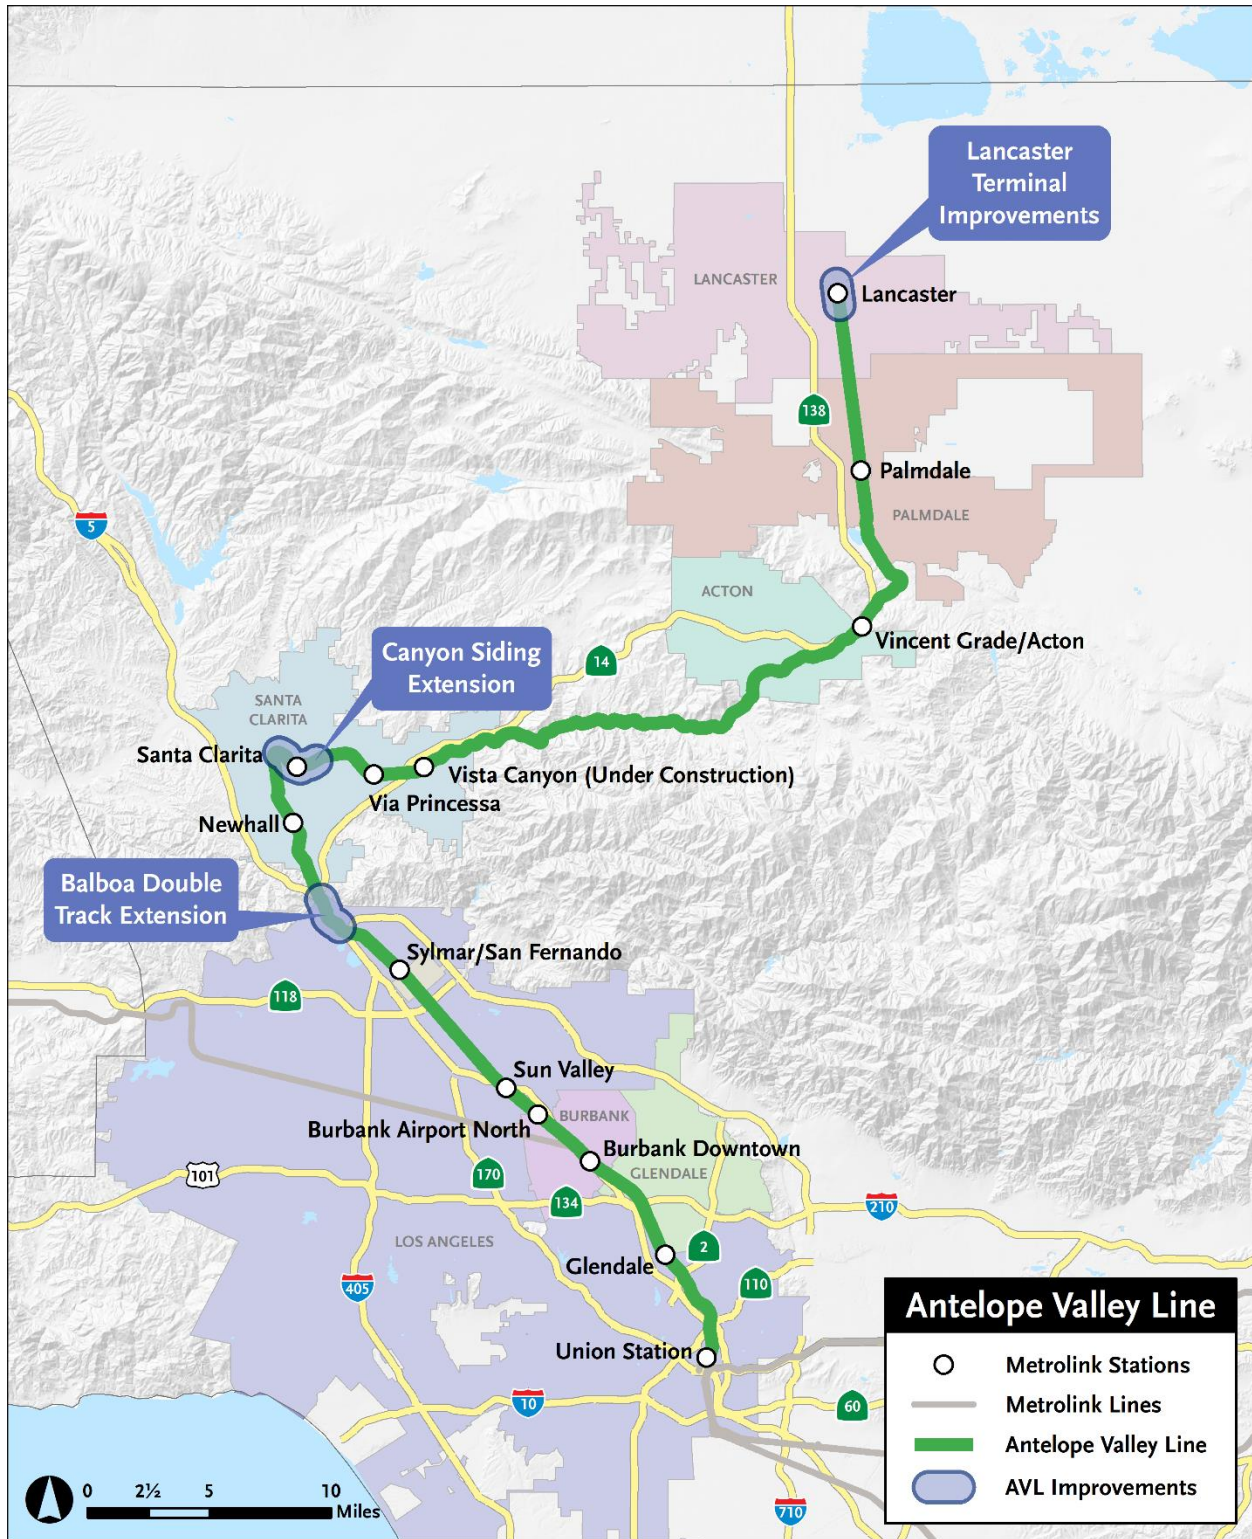 Lancaster
Terminal
Improvements
LANCASTER
Lancaster
138
Palmdale
PALMDALE
5
ACTON
Vincent Grade/Acton
Canyon Siding
Extension
14
SANTA
CLARITA
Santa Clarita
Vista Canyon (Under Construction)
Via Princessa
Newhall
Balboa Double
Track Extension
Sylmar/San Fernando
118
Sun Valley
BURBANK
Burbank Airport North
Burbank Downtown
GLENDALE
101
170
134
210
LOS ANGELES
2
Glendale
110
405
Union Station
10
60
710
Antelope Valley Line
Metrolink Stations
Metrolink Lines
Antelope Valley Line
AVL Improvements
0 2½ 5 10
Miles